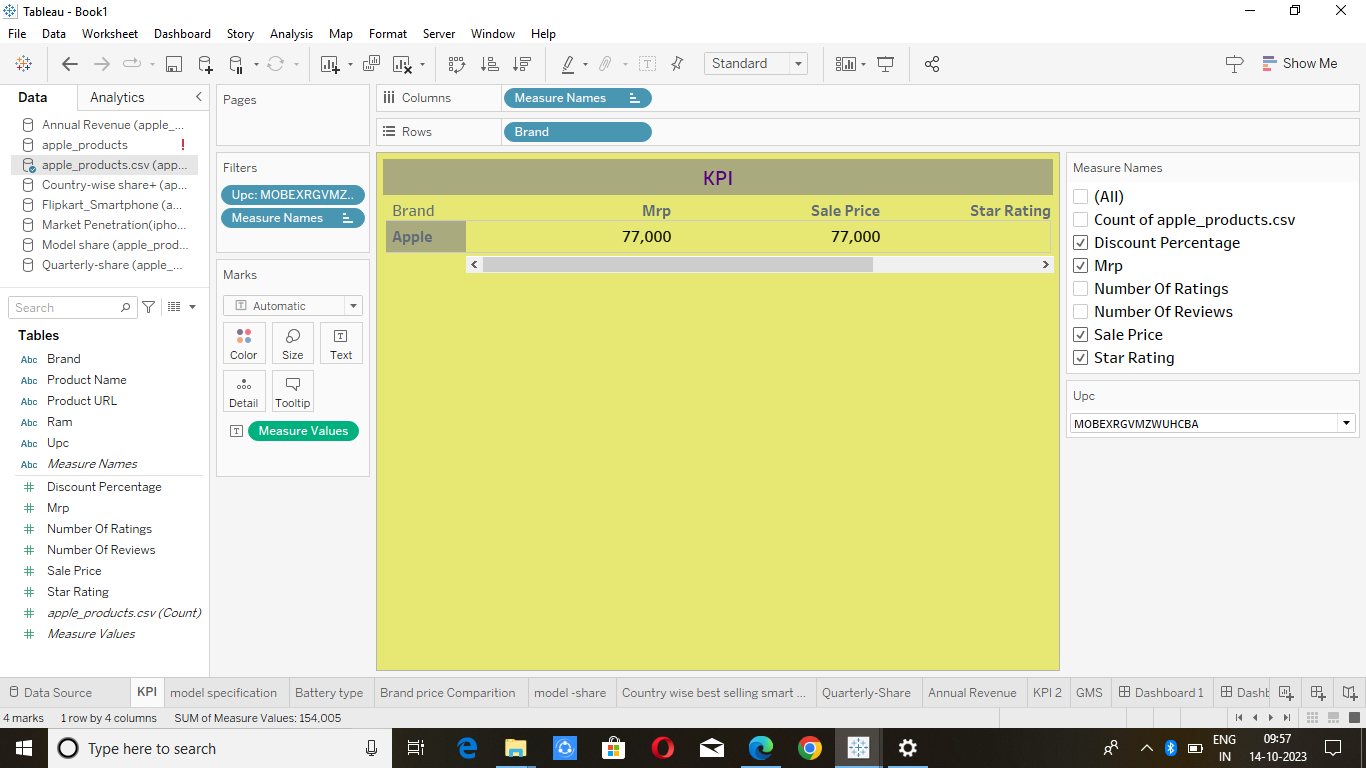 Tableau - Book1
File Data Worksheet Dashboard Story Analysis Map Format Server Window Help
Standard
Show Me
Data Analytics
Annual Revenue (apple_...
apple_products
apple_products.csv (app...
Country-wise share+ (ap...
Flipkart_Smartphone (a...
Market Penetration(ipho...
Model share (apple_prod...
Quarterly-share (apple_...
Search
Tables
Abc Brand
Abc Product Name
Abc Product URL
Abc Ram
Abc Upc
Abc Measure Names
Discount Percentage
Mrp
Number Of Ratings
Number Of Reviews
Sale Price
Star Rating
apple_products.csv (Count)
Measure Values
Pages
Filters
Upc: MOBEXRGVMZ..
Measure Names
Marks
Automatic
Color Size Text
Detail Tooltip
Measure Values
Columns Measure Names
Rows Brand
KPI
Brand Mrp Sale Price Star Rating
Apple 77,000 77,000
Measure Names
(All)
Count of apple_products.csv
Discount Percentage
Mrp
Number Of Ratings
Number Of Reviews
Sale Price
Star Rating
Upc
MOBEXRGVMZWUHCBA
Data Source KPI model specification Battery type Brand price Comparition model -share Country wise best selling smart ... Quarterly-Share Annual Revenue KPI 2 GMS Dashboard 1 Dashb
4 marks 1 row by 4 columns SUM of Measure Values: 154,005
Type here to search
ENG 09:57
IN 14-10-2023